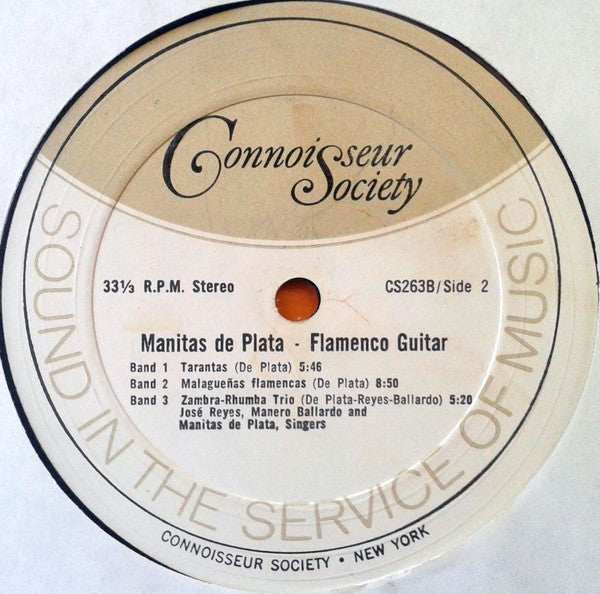 Connoisseur
Society
33⅓ R.P.M. Stereo
CS263B/Side 2
Manitas de Plata - Flamenco Guitar
Band 1 Tarantas (De Plata) 5:46
Band 2 Malagueñas flamencas (De Plata) 8:50
Band 3 Zambra-Rhumba Trio (De Plata-Reyes-Ballardo) 5:20
José Reyes, Manero Ballardo and
Manitas de Plata, Singers
SOUND IN THE SERVICE OF MUSIC
CONNOISSEUR SOCIETY • NEW YORK